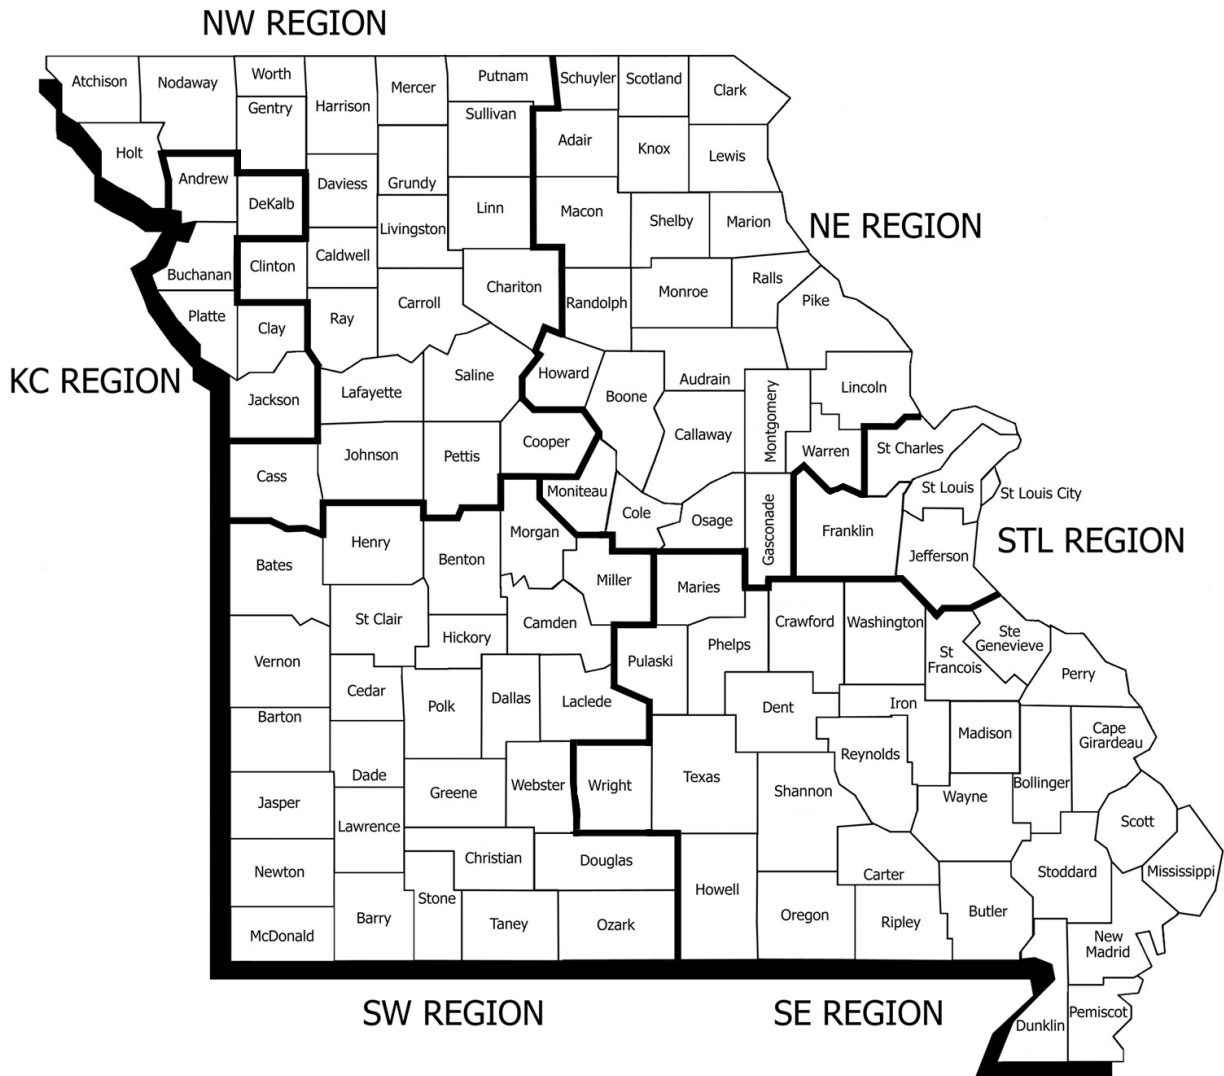 NW REGION
Atchison
Nodaway
Worth
Gentry
Harrison
Mercer
Putnam
Sullivan
Schuyler
Scotland
Clark
Holt
Andrew
DeKalb
Daviess
Grundy
Livingston
Linn
Adair
Knox
Lewis
Macon
Shelby
Marion
NE REGION
Buchanan
Clinton
Caldwell
Carroll
Chariton
Randolph
Monroe
Ralls
Pike
Platte
Clay
Ray
KC REGION
Jackson
Lafayette
Saline
Howard
Boone
Audrain
Callaway
Montgomery
Lincoln
Warren
St Charles
St Louis
St Louis City
Cass
Johnson
Pettis
Cooper
Moniteau
Cole
Osage
Gasconade
Franklin
Jefferson
STL REGION
Bates
Henry
Benton
Morgan
Miller
Maries
St Clair
Hickory
Camden
Pulaski
Phelps
Crawford
Washington
St
Francois
Ste
Genevieve
Perry
Vernon
Cedar
Polk
Dallas
Laclede
Dent
Iron
Madison
Cape
Girardeau
Barton
Dade
Greene
Webster
Wright
Texas
Shannon
Reynolds
Wayne
Bollinger
Scott
Jasper
Lawrence
Christian
Douglas
Howell
Carter
Stoddard
Mississippi
Newton
McDonald
Barry
Stone
Taney
Ozark
Oregon
Ripley
Butler
New
Madrid
Dunklin
Pemiscot
SW REGION
SE REGION